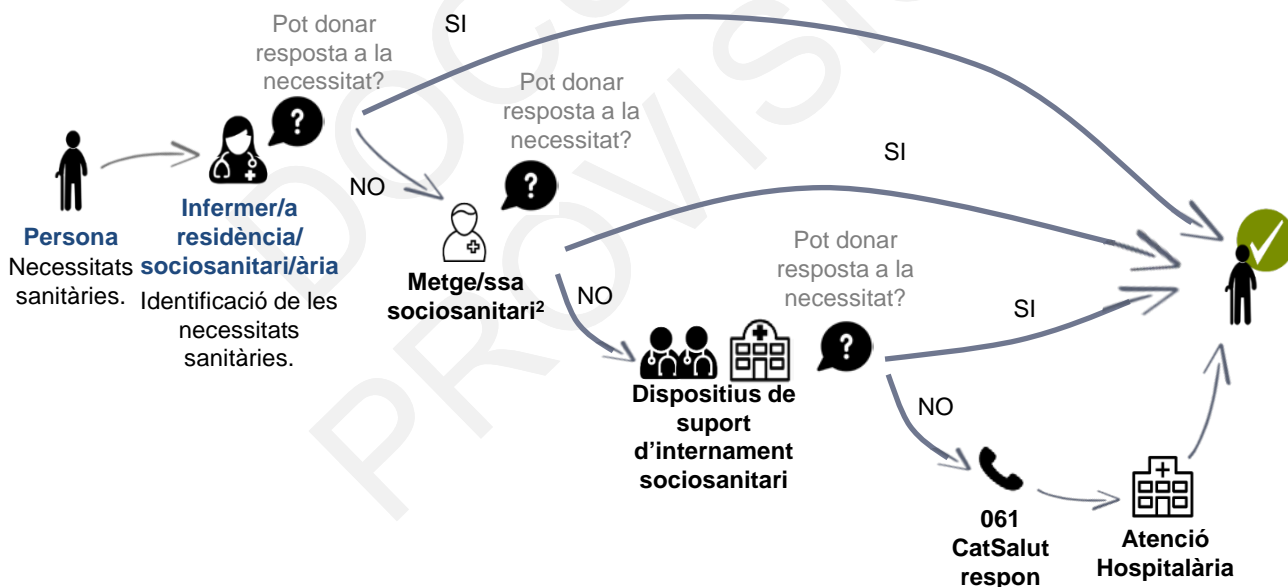 Pot donar
resposta a la
necessitat?
SI
Pot donar
resposta a la
necessitat?
SI
NO
Persona
Necessitats
sanitàries.
Infermer/a
residència/
sociosanitari/ària
Identificació de les
necessitats
sanitàries.
Metge/ssa
sociosanitari²
NO
Pot donar
resposta a la
necessitat?
SI
Dispositius de
suport
d’internament
sociosanitari
NO
061
CatSalut
respon
Atenció
Hospitalària